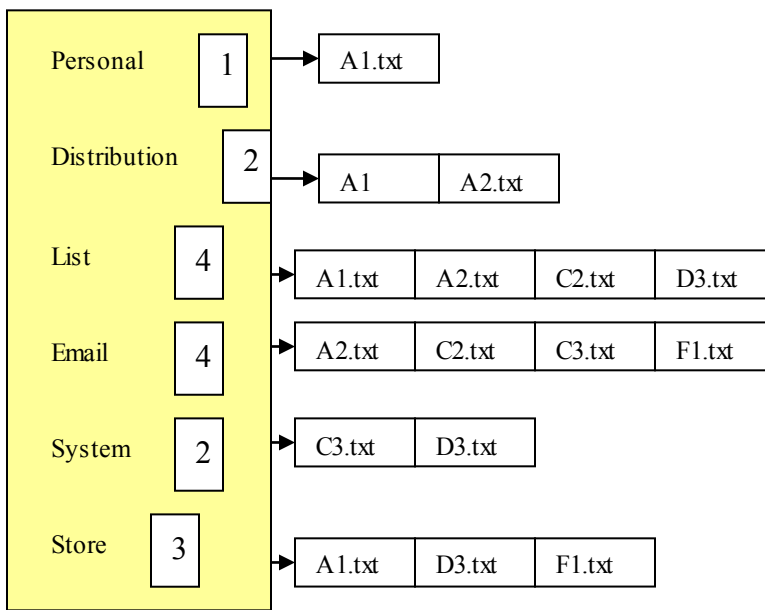 Personal 1 A1.txt
Distribution 2 A1 A2.txt
List 4 A1.txt A2.txt C2.txt D3.txt
Email 4 A2.txt C2.txt C3.txt F1.txt
System 2 C3.txt D3.txt
Store 3 A1.txt D3.txt F1.txt